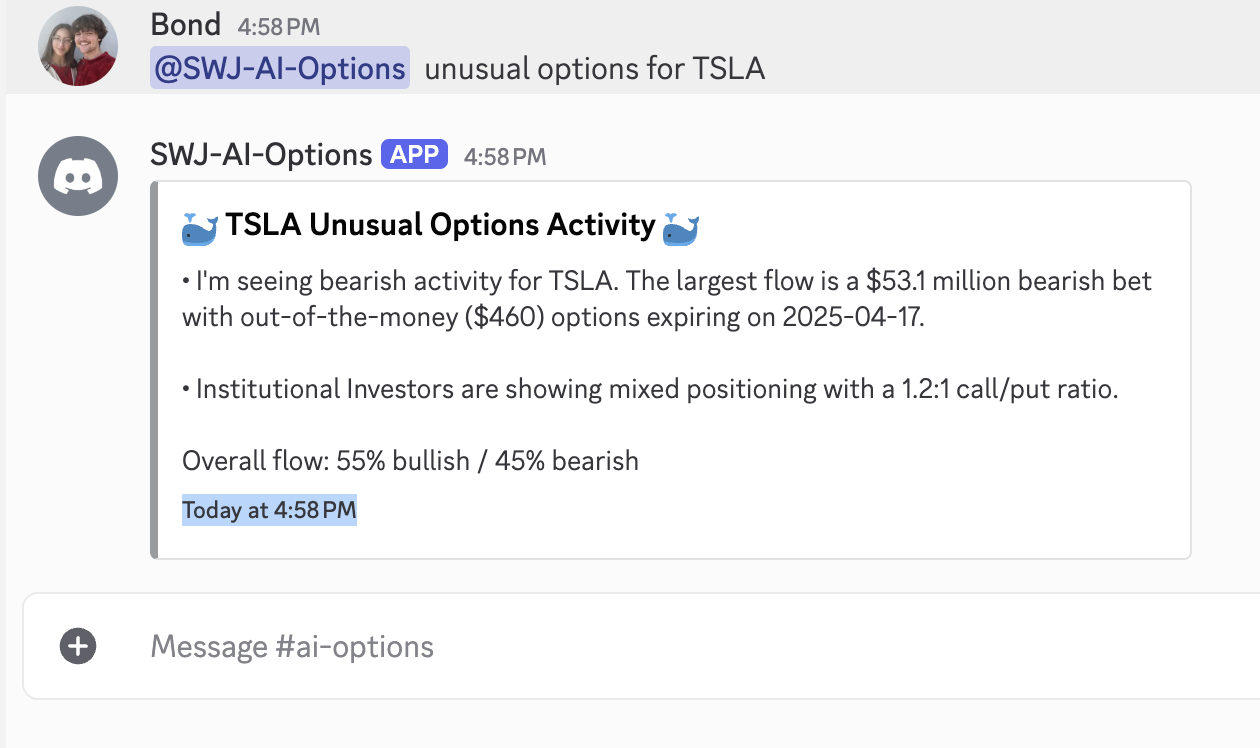 Bond 4:58 PM
@SWJ-AI-Options unusual options for TSLA
SWJ-AI-Options APP 4:58 PM
🐳 TSLA Unusual Options Activity 🐳
• I'm seeing bearish activity for TSLA. The largest flow is a $53.1 million bearish bet
with out-of-the-money ($460) options expiring on 2025-04-17.
• Institutional Investors are showing mixed positioning with a 1.2:1 call/put ratio.
Overall flow: 55% bullish / 45% bearish
Today at 4:58 PM
Message #ai-options